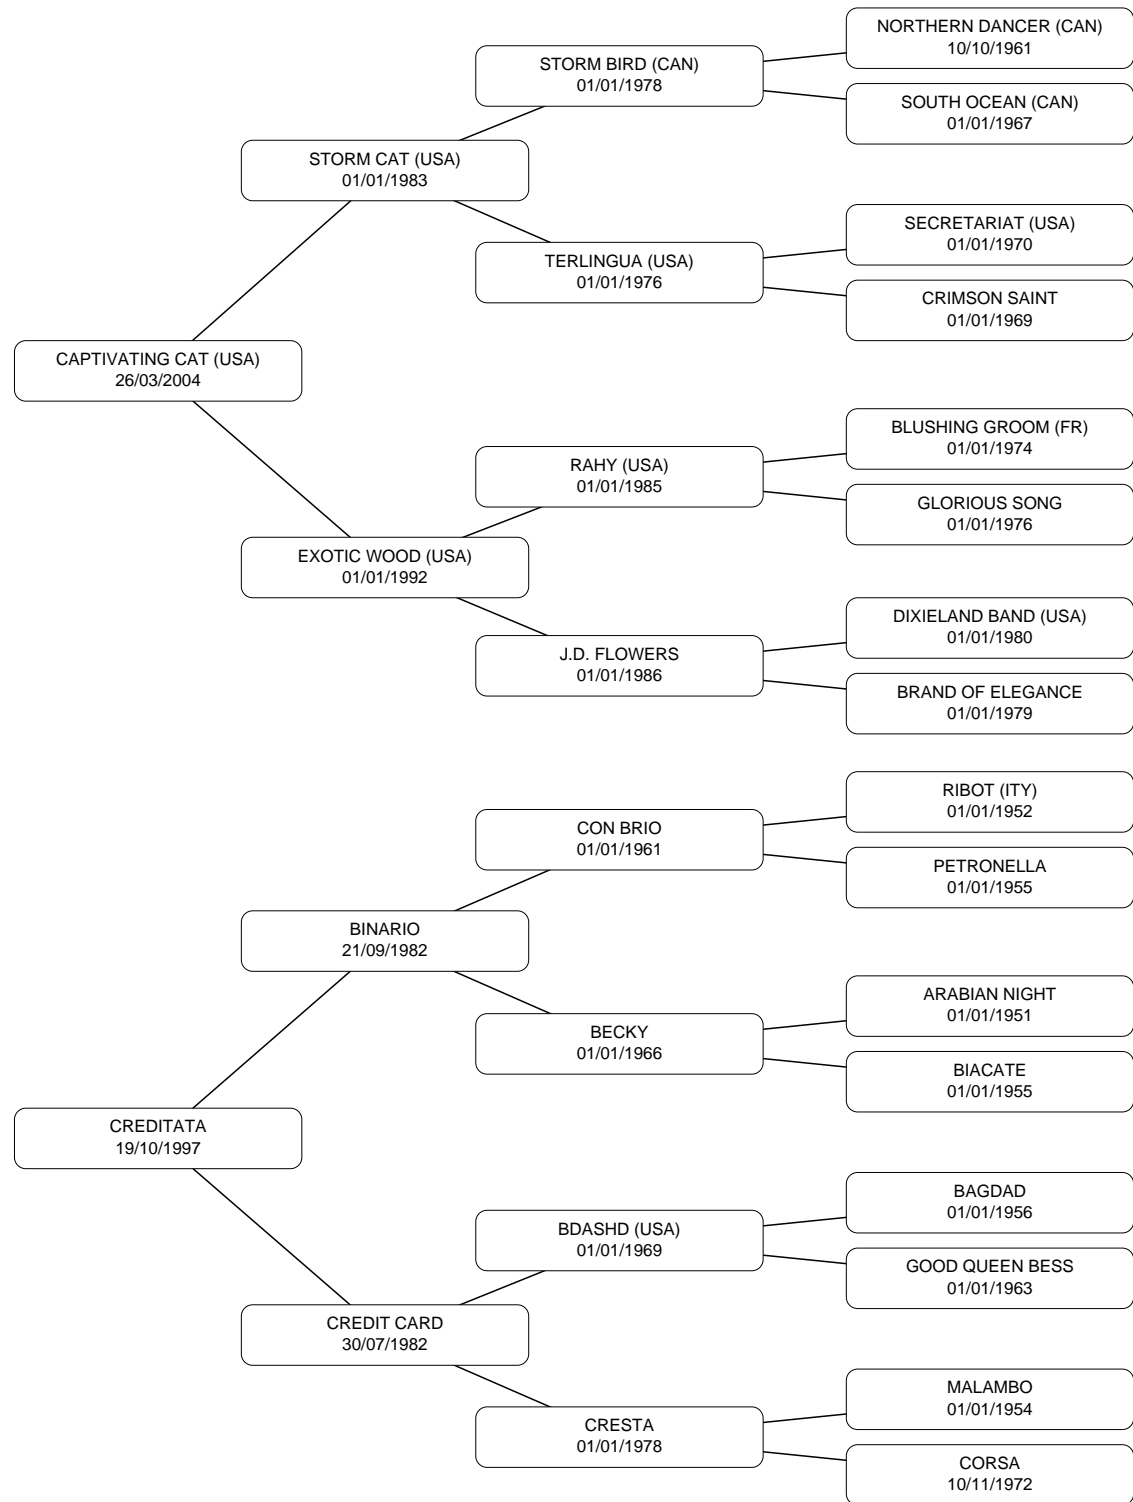 NORTHERN DANCER (CAN)
10/10/1961
STORM BIRD (CAN)
01/01/1978
SOUTH OCEAN (CAN)
01/01/1967
STORM CAT (USA)
01/01/1983
SECRETARIAT (USA)
01/01/1970
TERLINGUA (USA)
01/01/1976
CRIMSON SAINT
01/01/1969
CAPTIVATING CAT (USA)
26/03/2004
BLUSHING GROOM (FR)
01/01/1974
RAHY (USA)
01/01/1985
GLORIOUS SONG
01/01/1976
EXOTIC WOOD (USA)
01/01/1992
DIXIELAND BAND (USA)
01/01/1980
J.D. FLOWERS
01/01/1986
BRAND OF ELEGANCE
01/01/1979
RIBOT (ITY)
01/01/1952
CON BRIO
01/01/1961
PETRONELLA
01/01/1955
BINARIO
21/09/1982
ARABIAN NIGHT
01/01/1951
BECKY
01/01/1966
BIACATE
01/01/1955
CREDITATA
19/10/1997
BAGDAD
01/01/1956
BDASHD (USA)
01/01/1969
GOOD QUEEN BESS
01/01/1963
CREDIT CARD
30/07/1982
MALAMBO
01/01/1954
CRESTA
01/01/1978
CORSA
10/11/1972